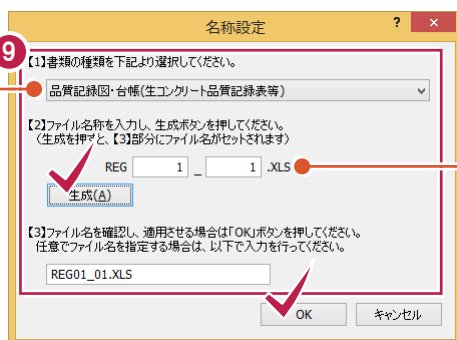 名称設定
? ×
9
【1】書類の種類を下記より選択してください。
品質記録図・台帳(生コンクリート品質記録表等)
【2】ファイル名称を入力し、生成ボタンを押してください。
(生成を押すと、【3】部分にファイル名がセットされます)
REG 1 _ 1 .XLS
生成(A)
【3】ファイル名を確認し、適用させる場合は「OK」ボタンを押してください。
任意でファイル名を指定する場合は、以下で入力を行ってください。
REG01_01.XLS
OK キャンセル